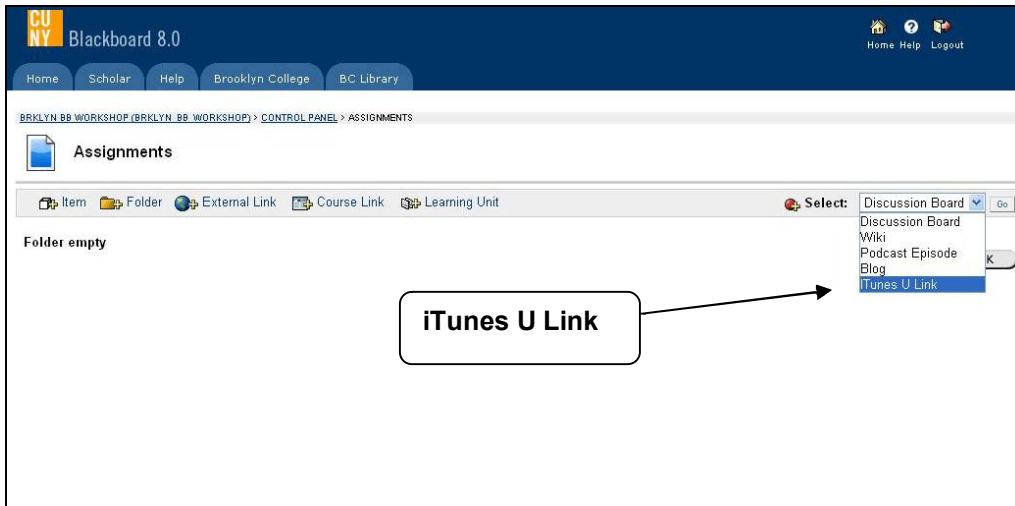 CU
NY Blackboard 8.0
Home Help Logout
Home Scholar Help Brooklyn College BC Library
BRKLYN BB WORKSHOP (BRKLYN_BB_WORKSHOP) > CONTROL PANEL > ASSIGNMENTS
Assignments
Item Folder External Link Course Link Learning Unit Select: Discussion Board Go
Folder empty
Discussion Board
Wiki
Podcast Episode
Blog
K
iTunes U Link
iTunes U Link